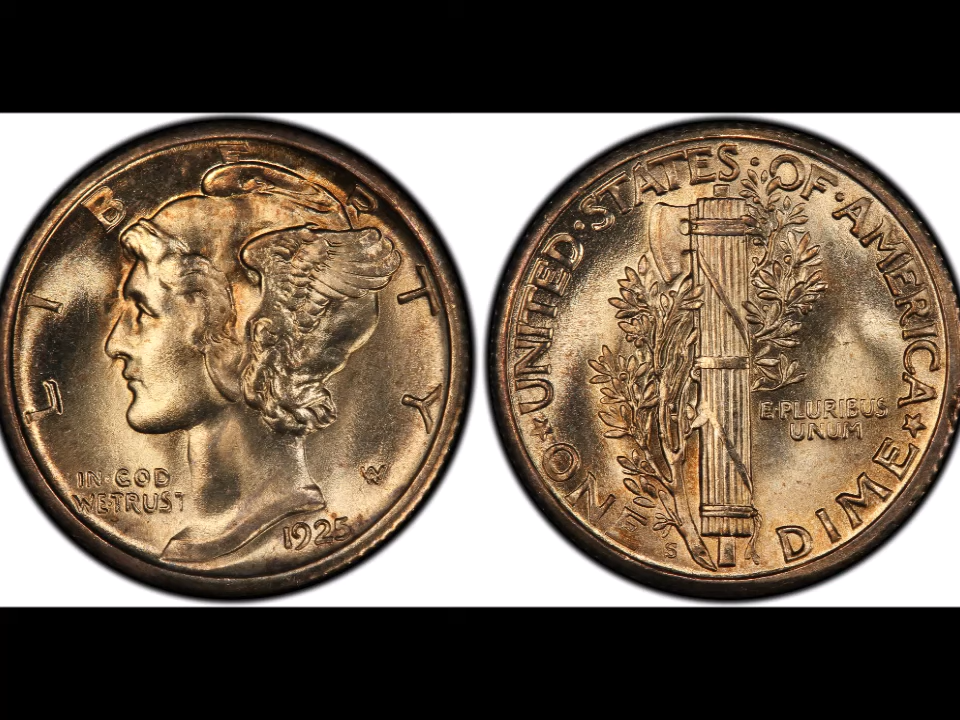 LIBERTY
IN·GOD
WE·TRUST
1925
W
UNITED·STATES·OF·AMERICA
E·PLURIBUS
UNUM
ONE
S
DIME